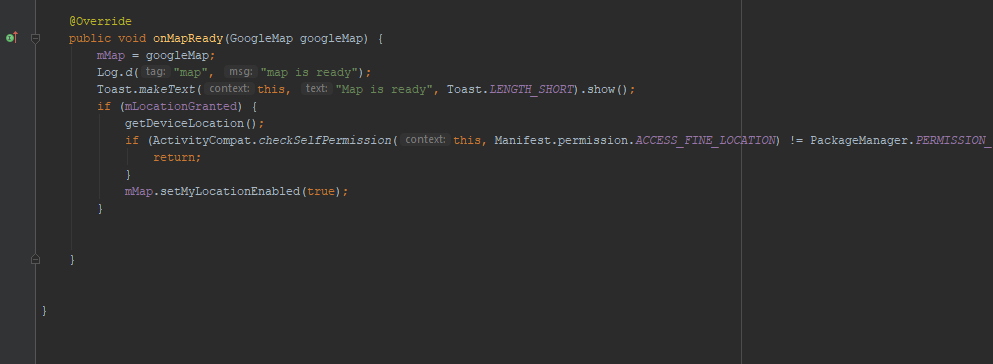 @Override
public void onMapReady(GoogleMap googleMap) {
mMap = googleMap;
Log.d( tag: "map", msg: "map is ready");
Toast.makeText( context: this, text: "Map is ready", Toast.LENGTH_SHORT).show();
if (mLocationGranted) {
getDeviceLocation();
if (ActivityCompat.checkSelfPermission( context: this, Manifest.permission.ACCESS_FINE_LOCATION) != PackageManager.PERMISSION_
return;
}
mMap.setMyLocationEnabled(true);
}
}
}